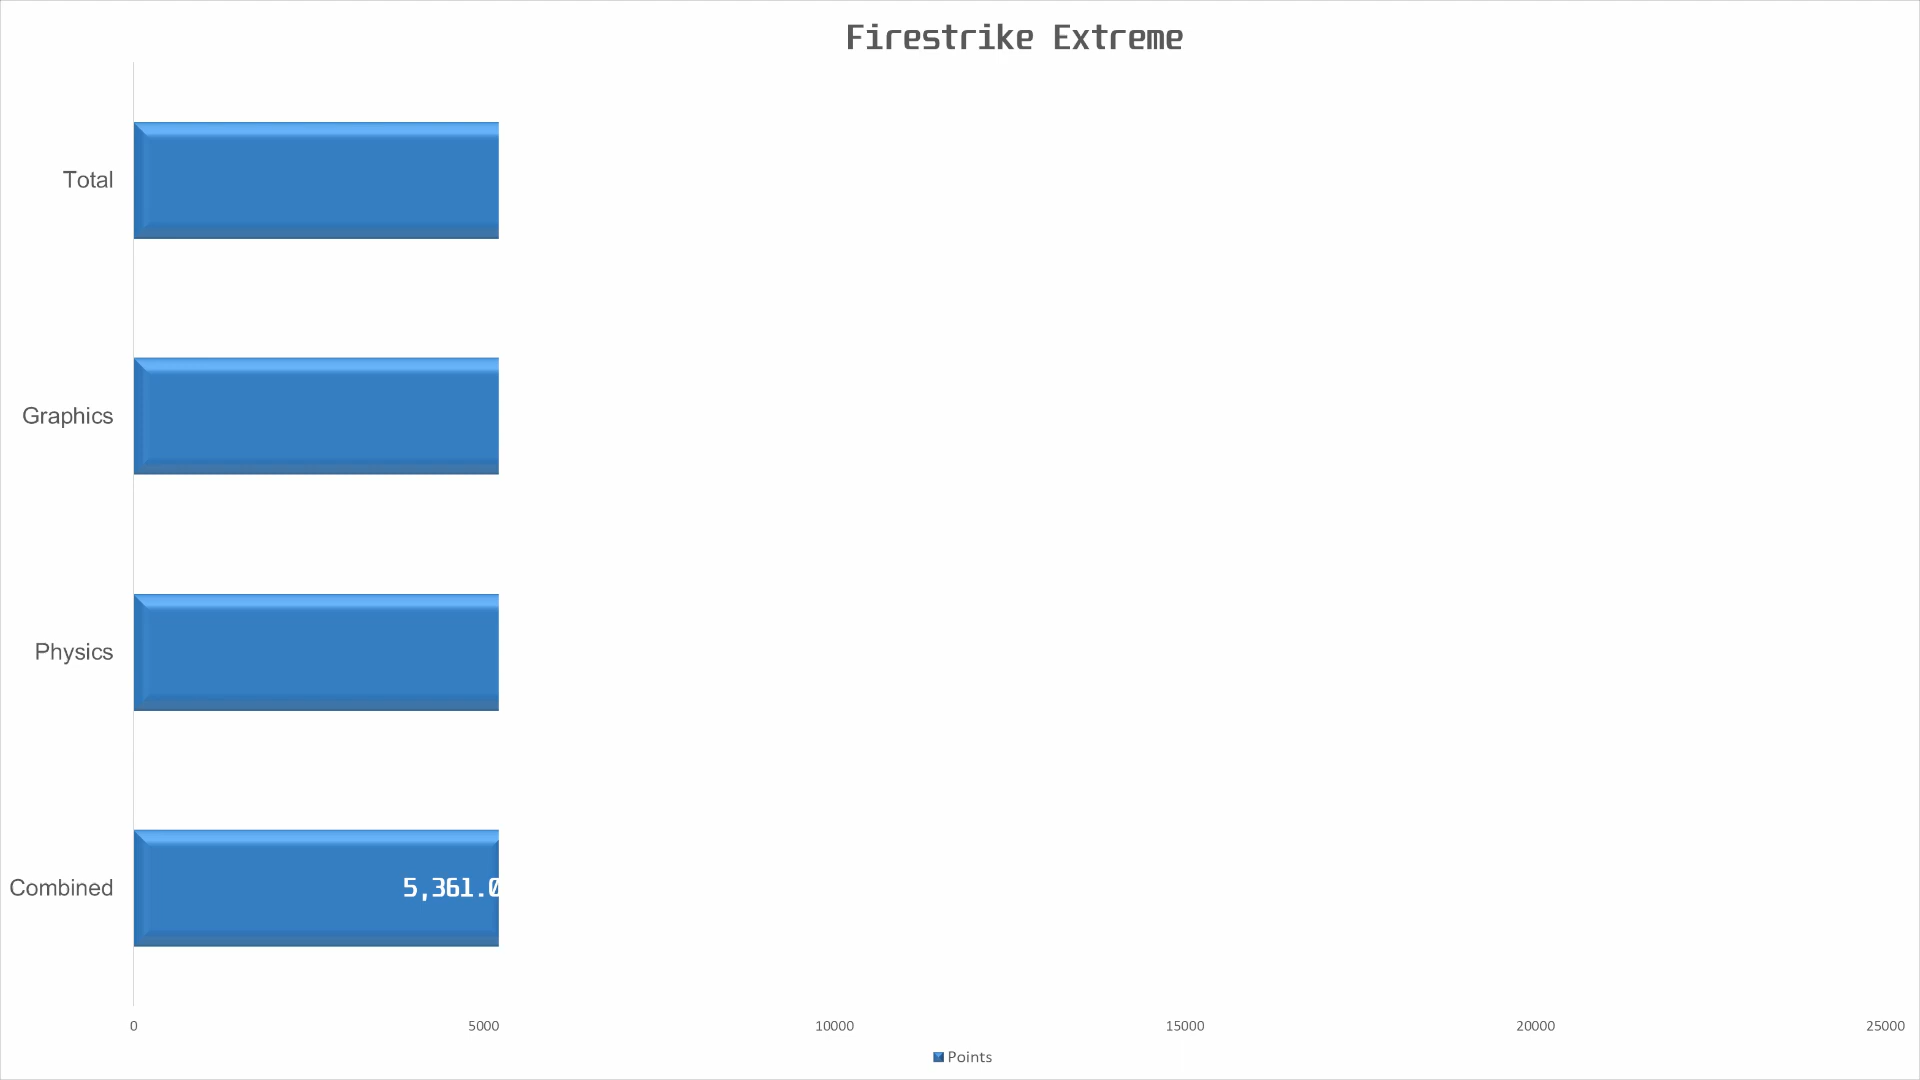 Firestrike Extreme
Total
Graphics
Physics
Combined
5,361.0
0 5000 10000 15000 20000 25000
Points